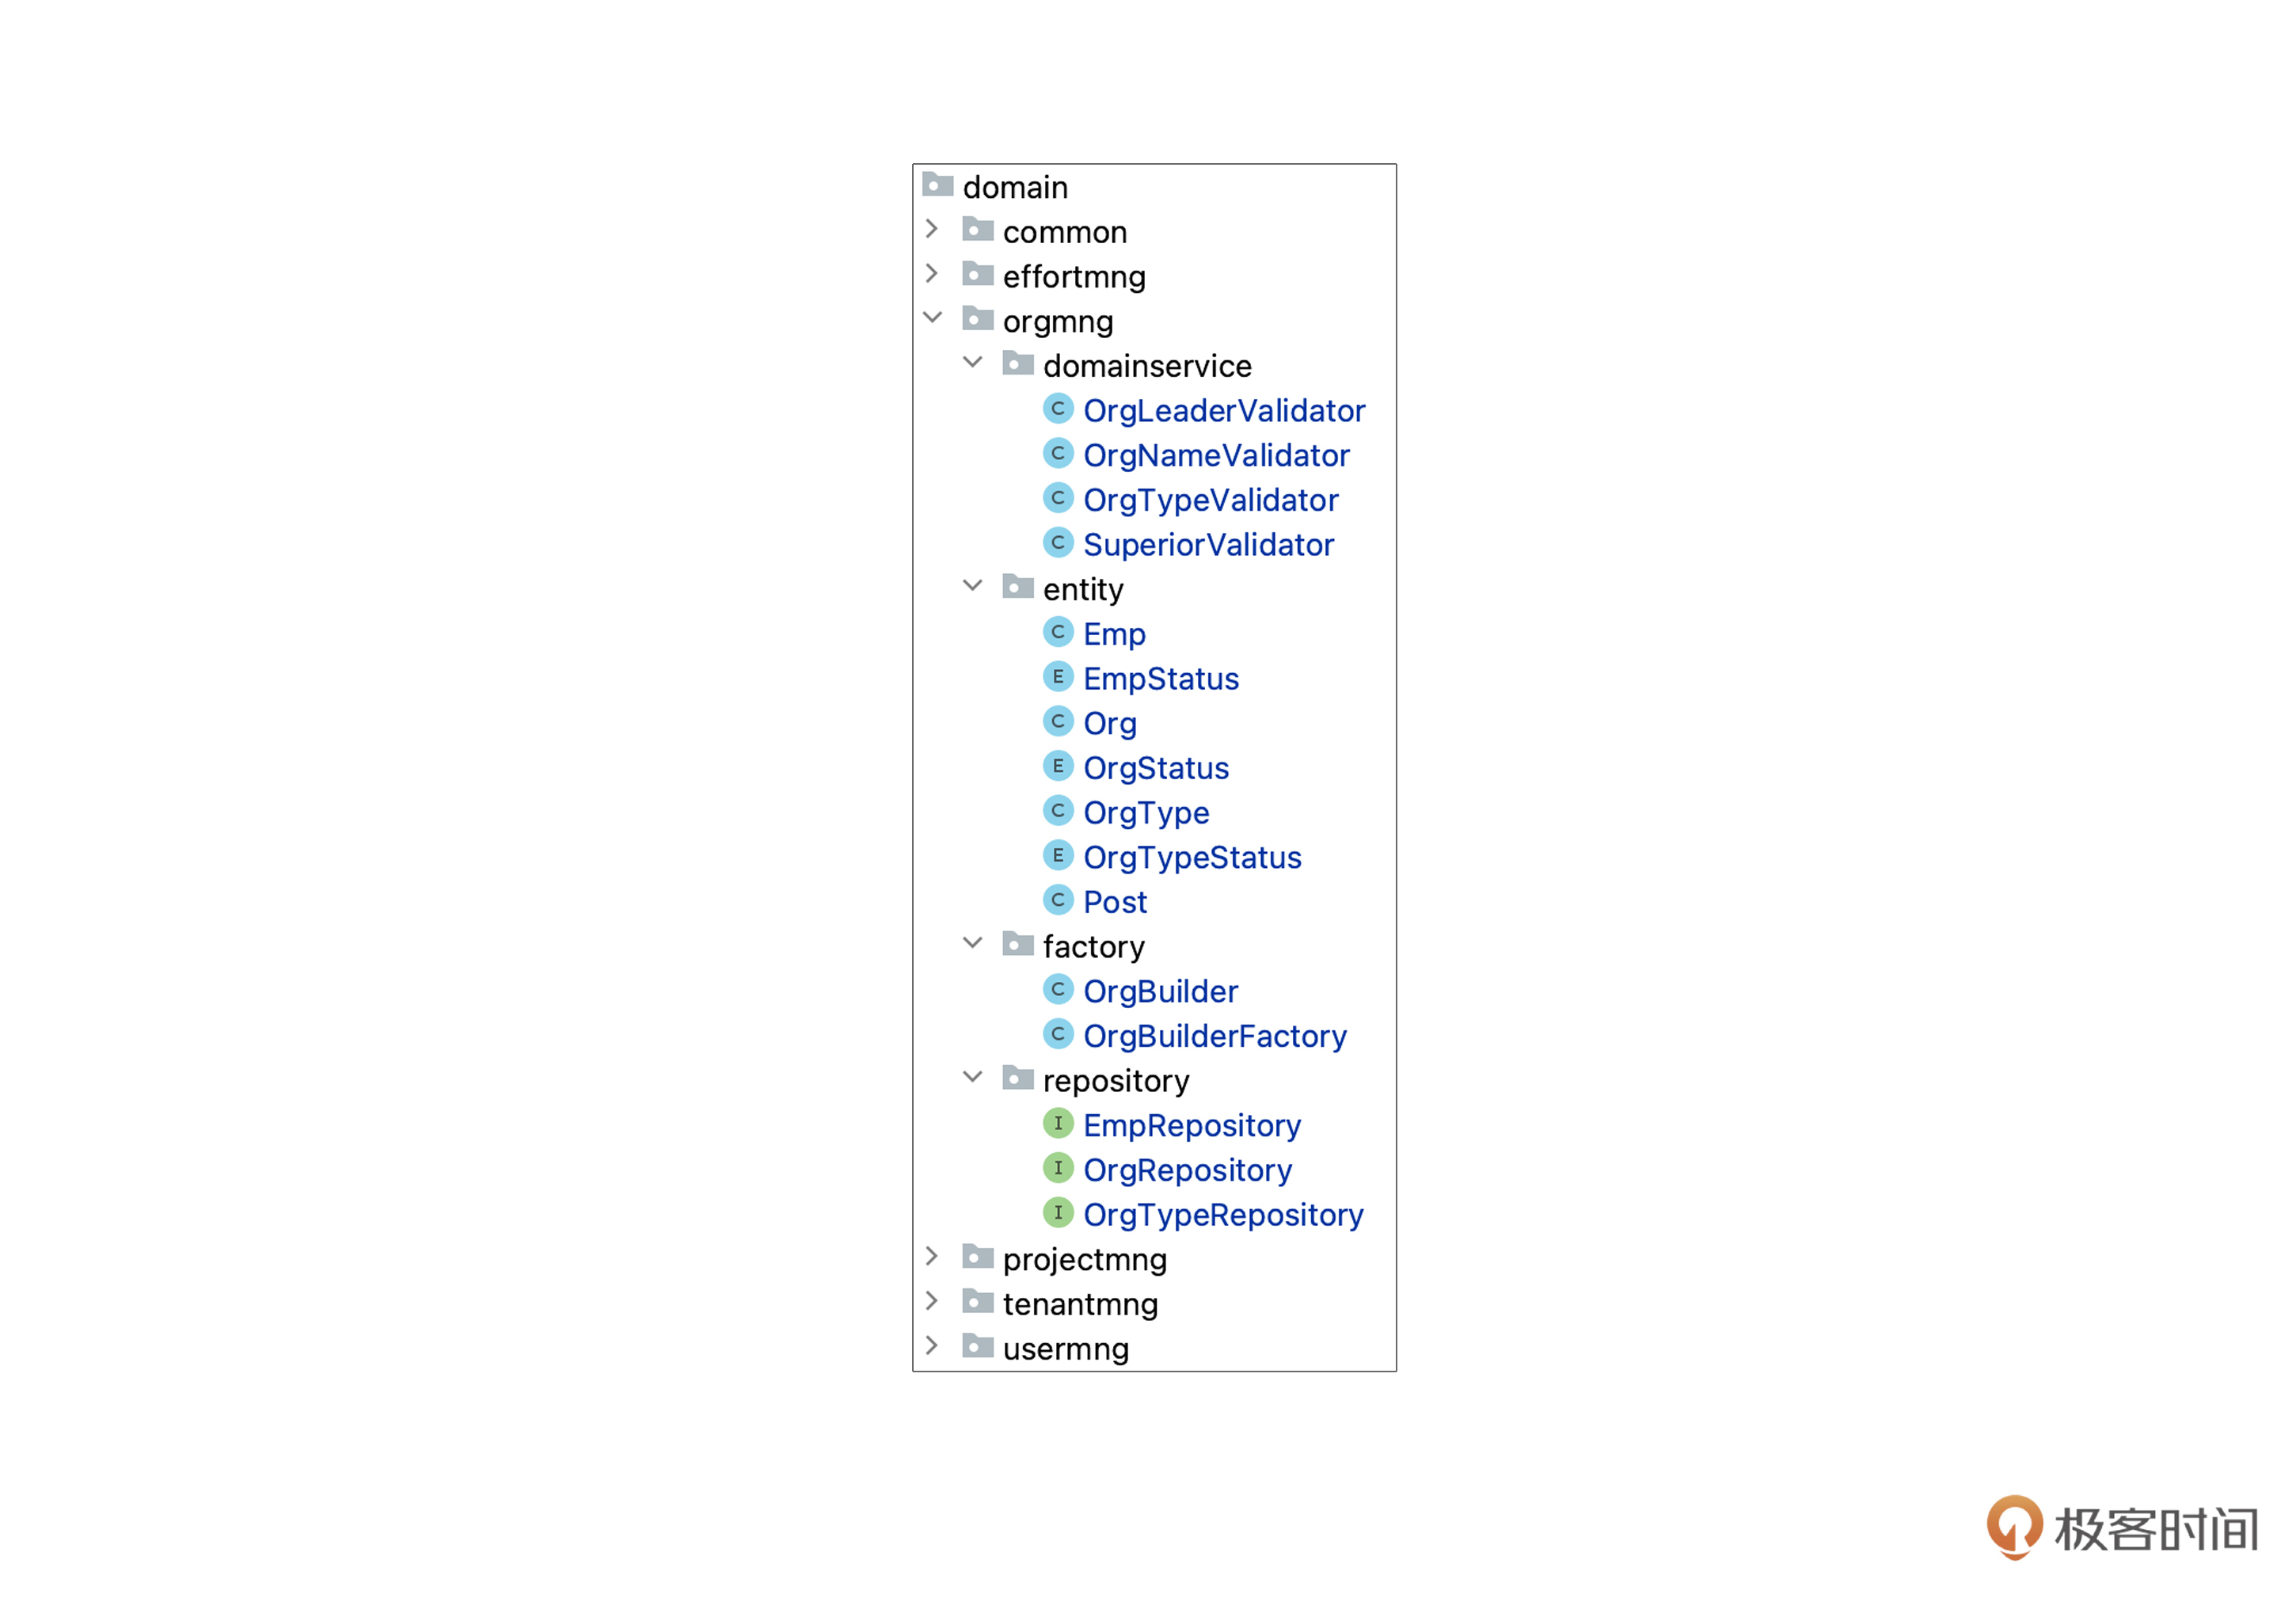 domain
common
effortmng
orgmng
domainservice
C OrgLeaderValidator
C OrgNameValidator
C OrgTypeValidator
C SuperiorValidator
entity
C Emp
E EmpStatus
C Org
E OrgStatus
C OrgType
E OrgTypeStatus
C Post
factory
C OrgBuilder
C OrgBuilderFactory
repository
I EmpRepository
I OrgRepository
I OrgTypeRepository
projectmng
tenantmng
usermng
极客时间